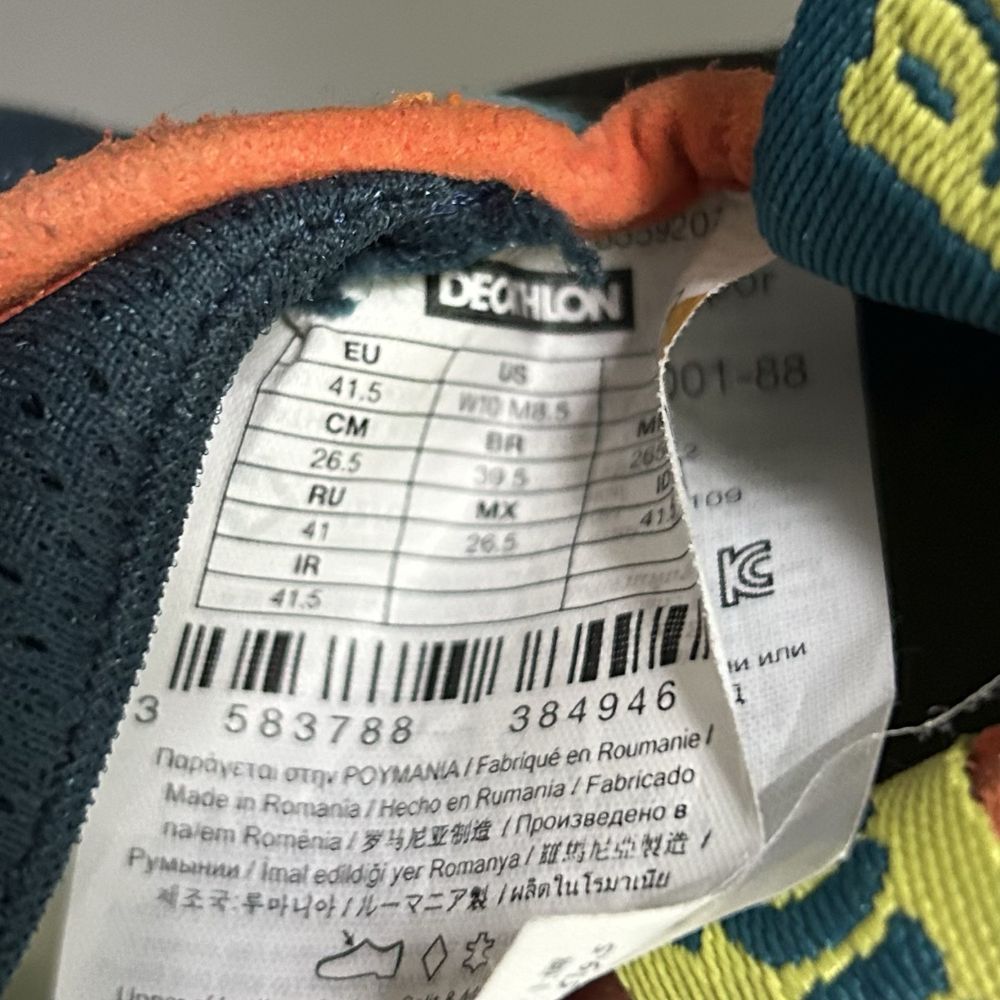 DECATHLON
EU US
41.5 W10 M8.5
CM BR
26.5 39.5
RU MX ID
41 26.5
IR
41.5
001-88
109
или
3 583788 384946
Παράγεται στην ΡΟΥΜΑΝΙΑ / Fabriqué en Roumanie /
Made in Romania / Hecho en Rumania / Fabricado
na/em Roménia / 罗马尼亚制造 / Произведено в
Румынии / İmal edildiği yer Romanya / 羅馬尼亞製造 /
제조국:루마니아 / ルーマニア製 / ผลิตในโรมาเนีย